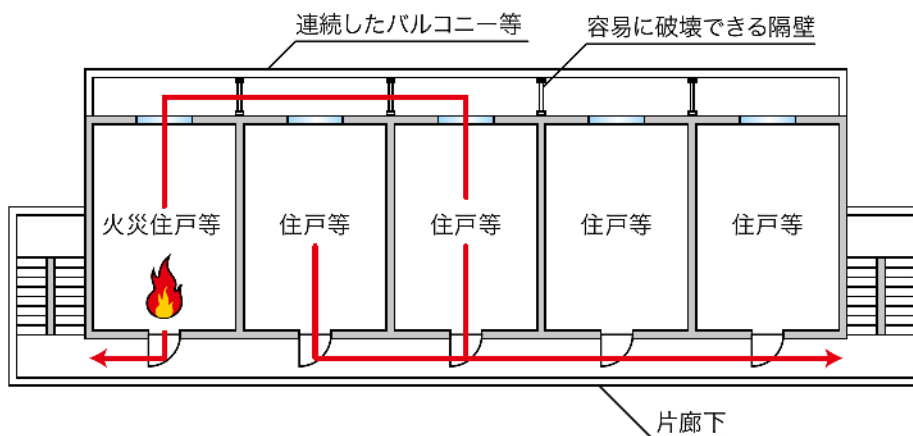 連続したバルコニー等
容易に破壊できる隔壁
火災住戸等
住戸等
住戸等
住戸等
住戸等
片廊下